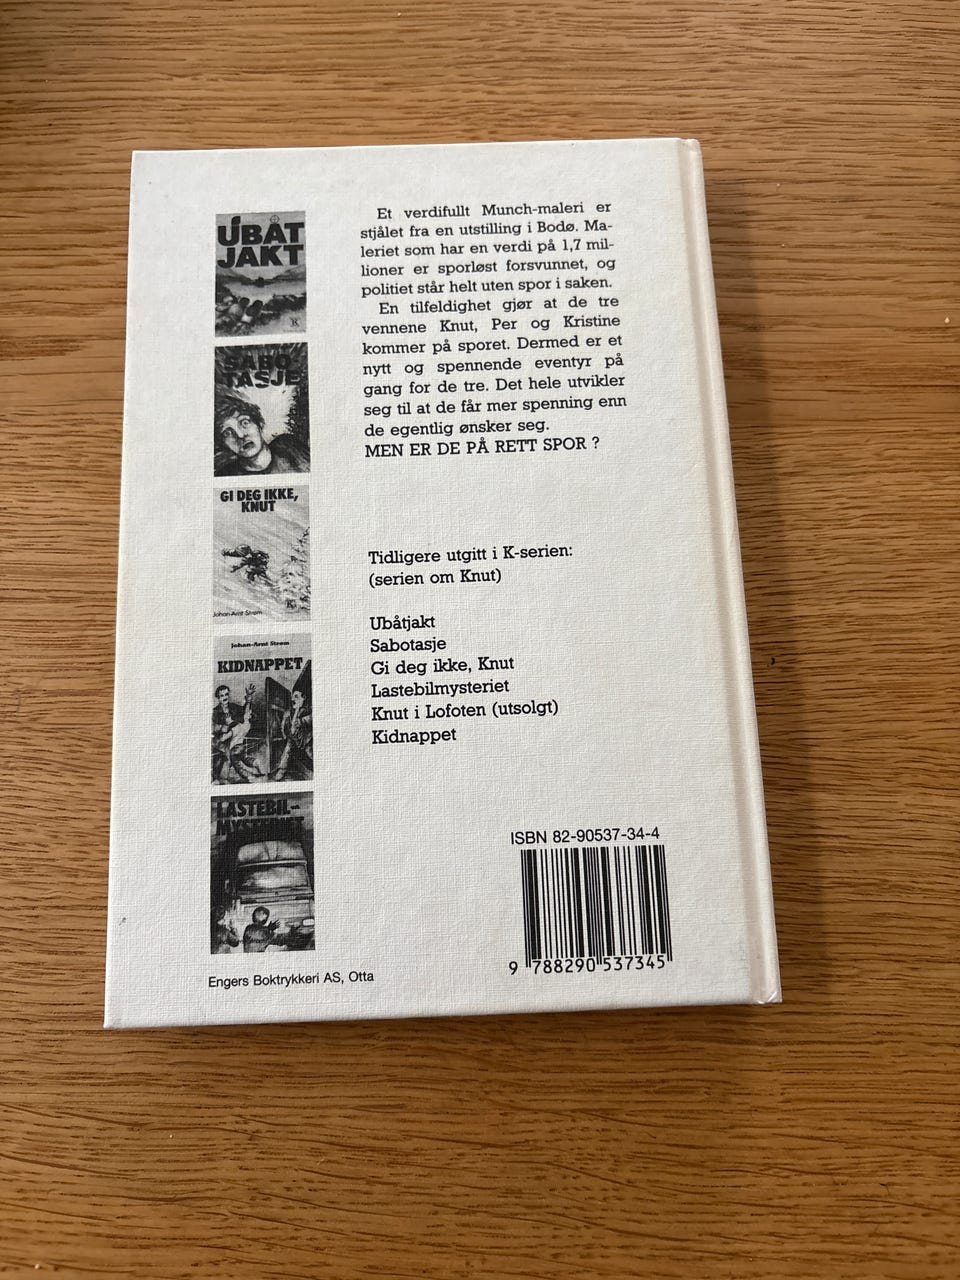 UBÅT
JAKT
K
SABO
TASJE
GI DEG IKKE,
KNUT
Johan-Arnt Strøm
K
Johan-Arnt Strøm
KIDNAPPET
LASTEBIL-
MYSTERIET
Et verdifullt Munch-maleri er
stjålet fra en utstilling i Bodø. Ma-
leriet som har en verdi på 1,7 mil-
lioner er sporløst forsvunnet, og
politiet står helt uten spor i saken.
En tilfeldighet gjør at de tre
vennene Knut, Per og Kristine
kommer på sporet. Dermed er et
nytt og spennende eventyr på
gang for de tre. Det hele utvikler
seg til at de får mer spenning enn
de egentlig ønsker seg.
MEN ER DE PÅ RETT SPOR ?
Tidligere utgitt i K-serien:
(serien om Knut)
Ubåtjakt
Sabotasje
Gi deg ikke, Knut
Lastebilmysteriet
Knut i Lofoten (utsolgt)
Kidnappet
ISBN 82-90537-34-4
9 788290 537345
Engers Boktrykkeri AS, Otta